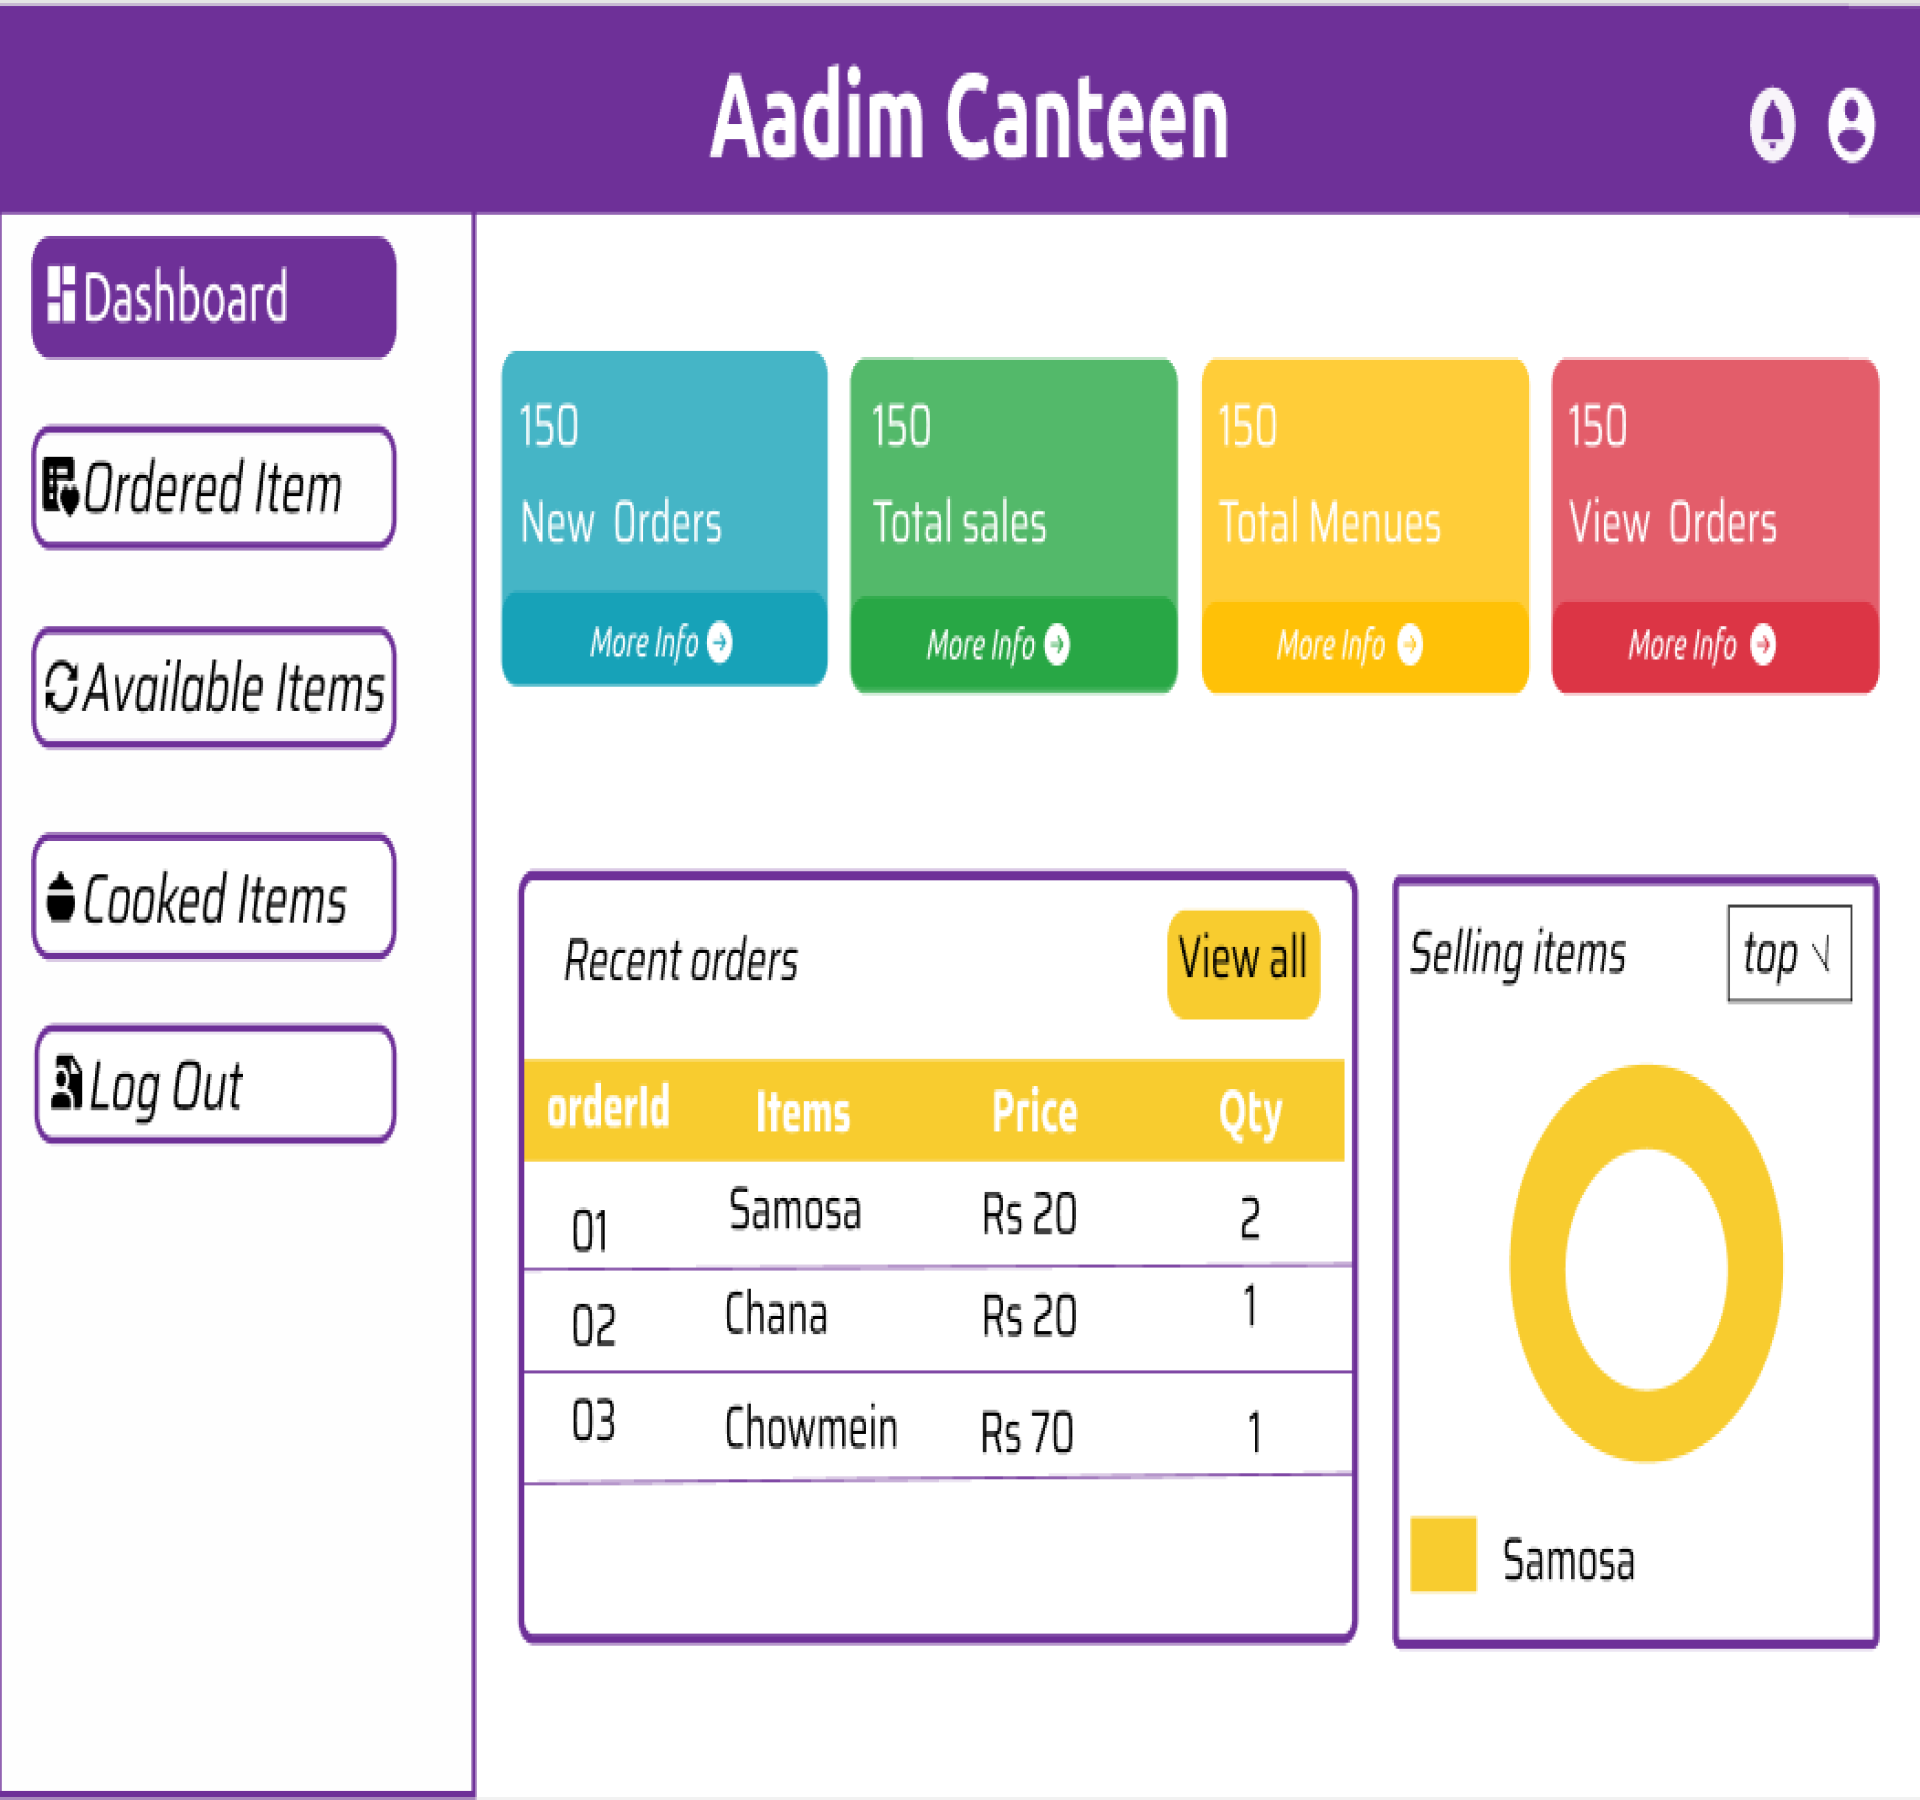 Aadim Canteen
Dashboard
Ordered Item
Available Items
Cooked Items
Log Out
150
New Orders
More Info
150
Total sales
More Info
150
Total Menues
More Info
150
View Orders
More Info
Recent orders
View all
orderId Items Price Qty
01 Samosa Rs 20 2
02 Chana Rs 20 1
03 Chowmein Rs 70 1
Selling items
top
Samosa